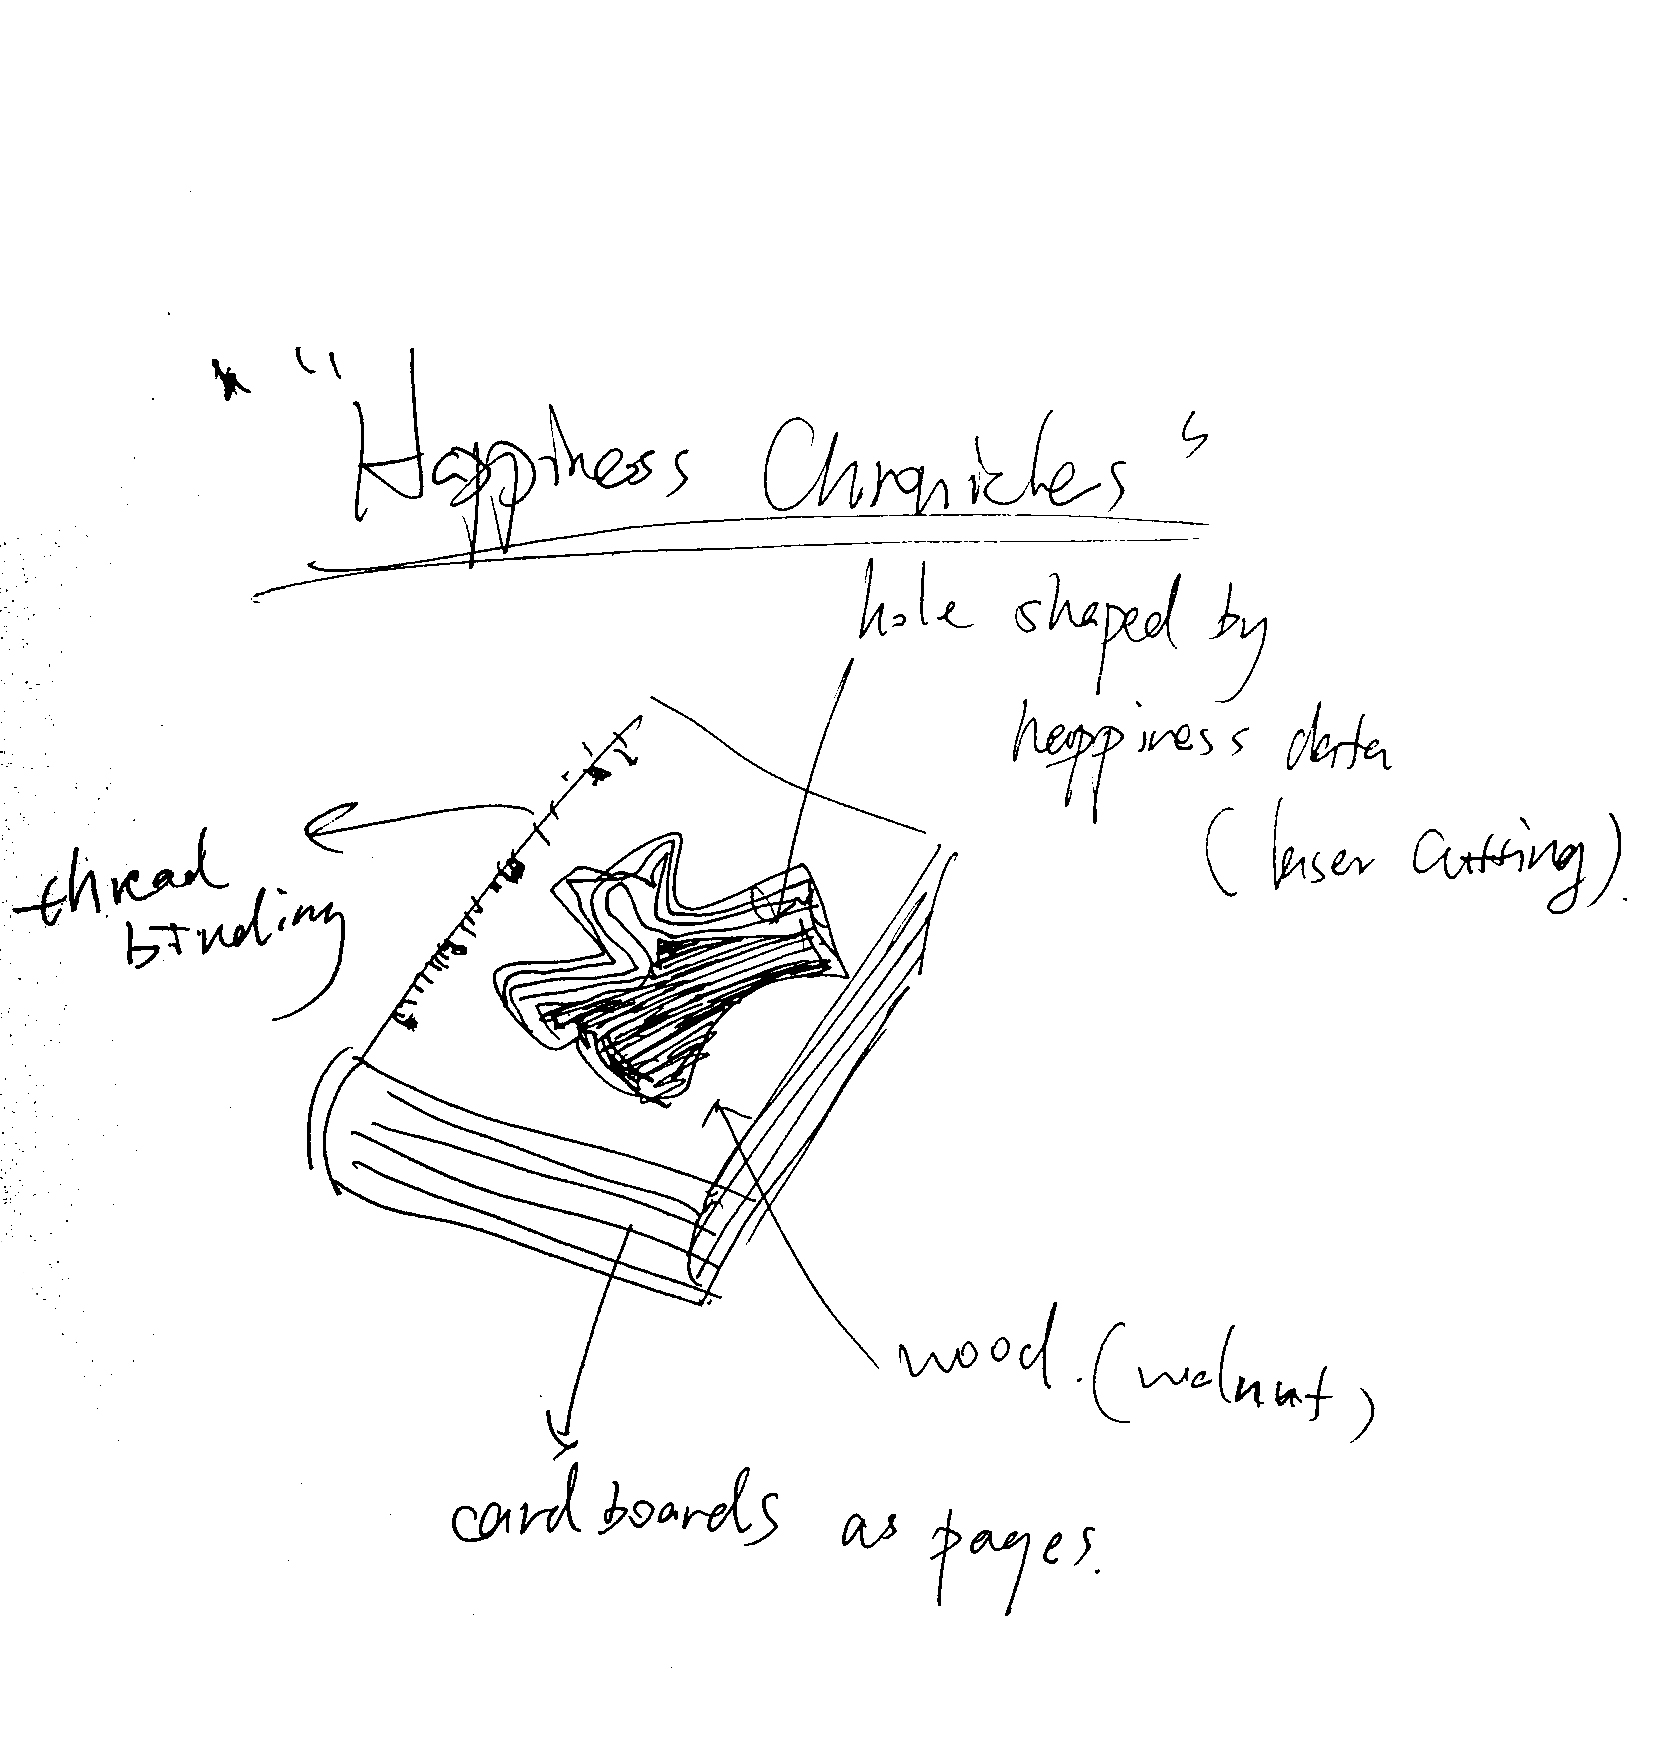 * "Happiness Chronicles"
hole shaped by
happiness data
(laser cutting).
thread
binding
wood. (walnut)
cardboards as pages.